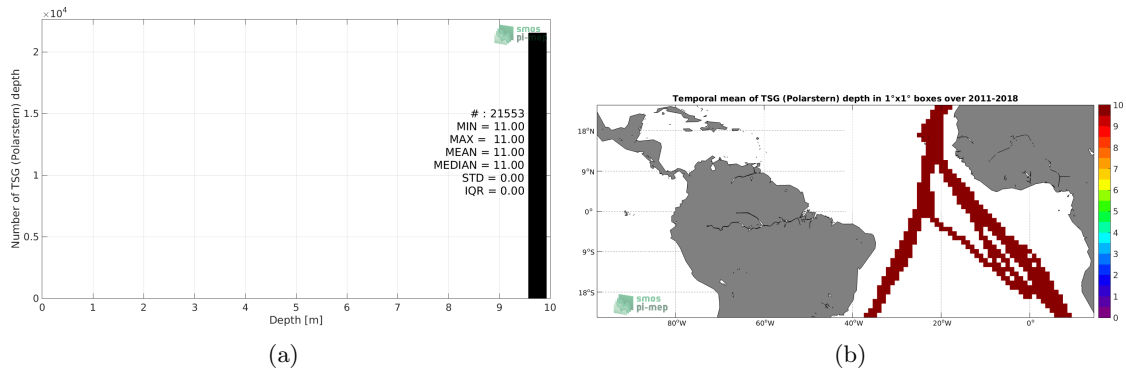 ×10⁴
smos
pi-mep
2
1.5
1
0.5
0
Number of TSG (Polarstern) depth
# : 21553
MIN = 11.00
MAX = 11.00
MEAN = 11.00
MEDIAN = 11.00
STD = 0.00
IQR = 0.00
0 1 2 3 4 5 6 7 8 9 10
Depth [m]
(a)
Temporal mean of TSG (Polarstern) depth in 1°x1° boxes over 2011-2018
18°N
9°N
0°
9°S
18°S
80°W 60°W 40°W 20°W 0°
smos
pi-mep
10
9
8
7
6
5
4
3
2
1
0
(b)